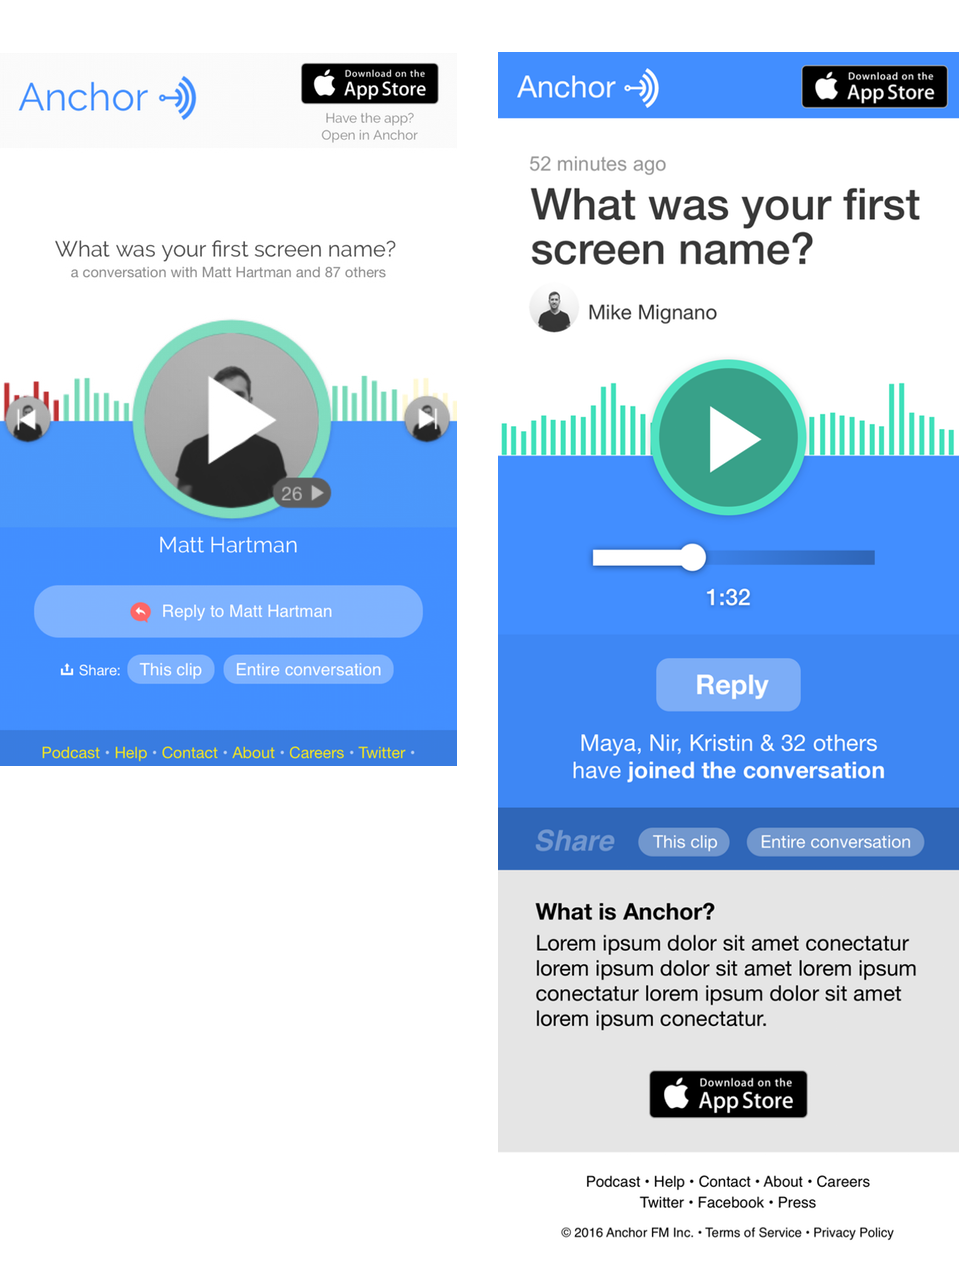 Anchor
Download on the
App Store
Have the app?
Open in Anchor
What was your first screen name?
a conversation with Matt Hartman and 87 others
26
Matt Hartman
Reply to Matt Hartman
Share: This clip Entire conversation
Podcast • Help • Contact • About • Careers • Twitter •
Anchor
Download on the
App Store
52 minutes ago
What was your first
screen name?
Mike Mignano
1:32
Reply
Maya, Nir, Kristin & 32 others
have joined the conversation
Share This clip Entire conversation
What is Anchor?
Lorem ipsum dolor sit amet conectatur
lorem ipsum dolor sit amet lorem ipsum
conectatur lorem ipsum dolor sit amet
lorem ipsum conectatur.
Download on the
App Store
Podcast • Help • Contact • About • Careers
Twitter • Facebook • Press
© 2016 Anchor FM Inc. • Terms of Service • Privacy Policy